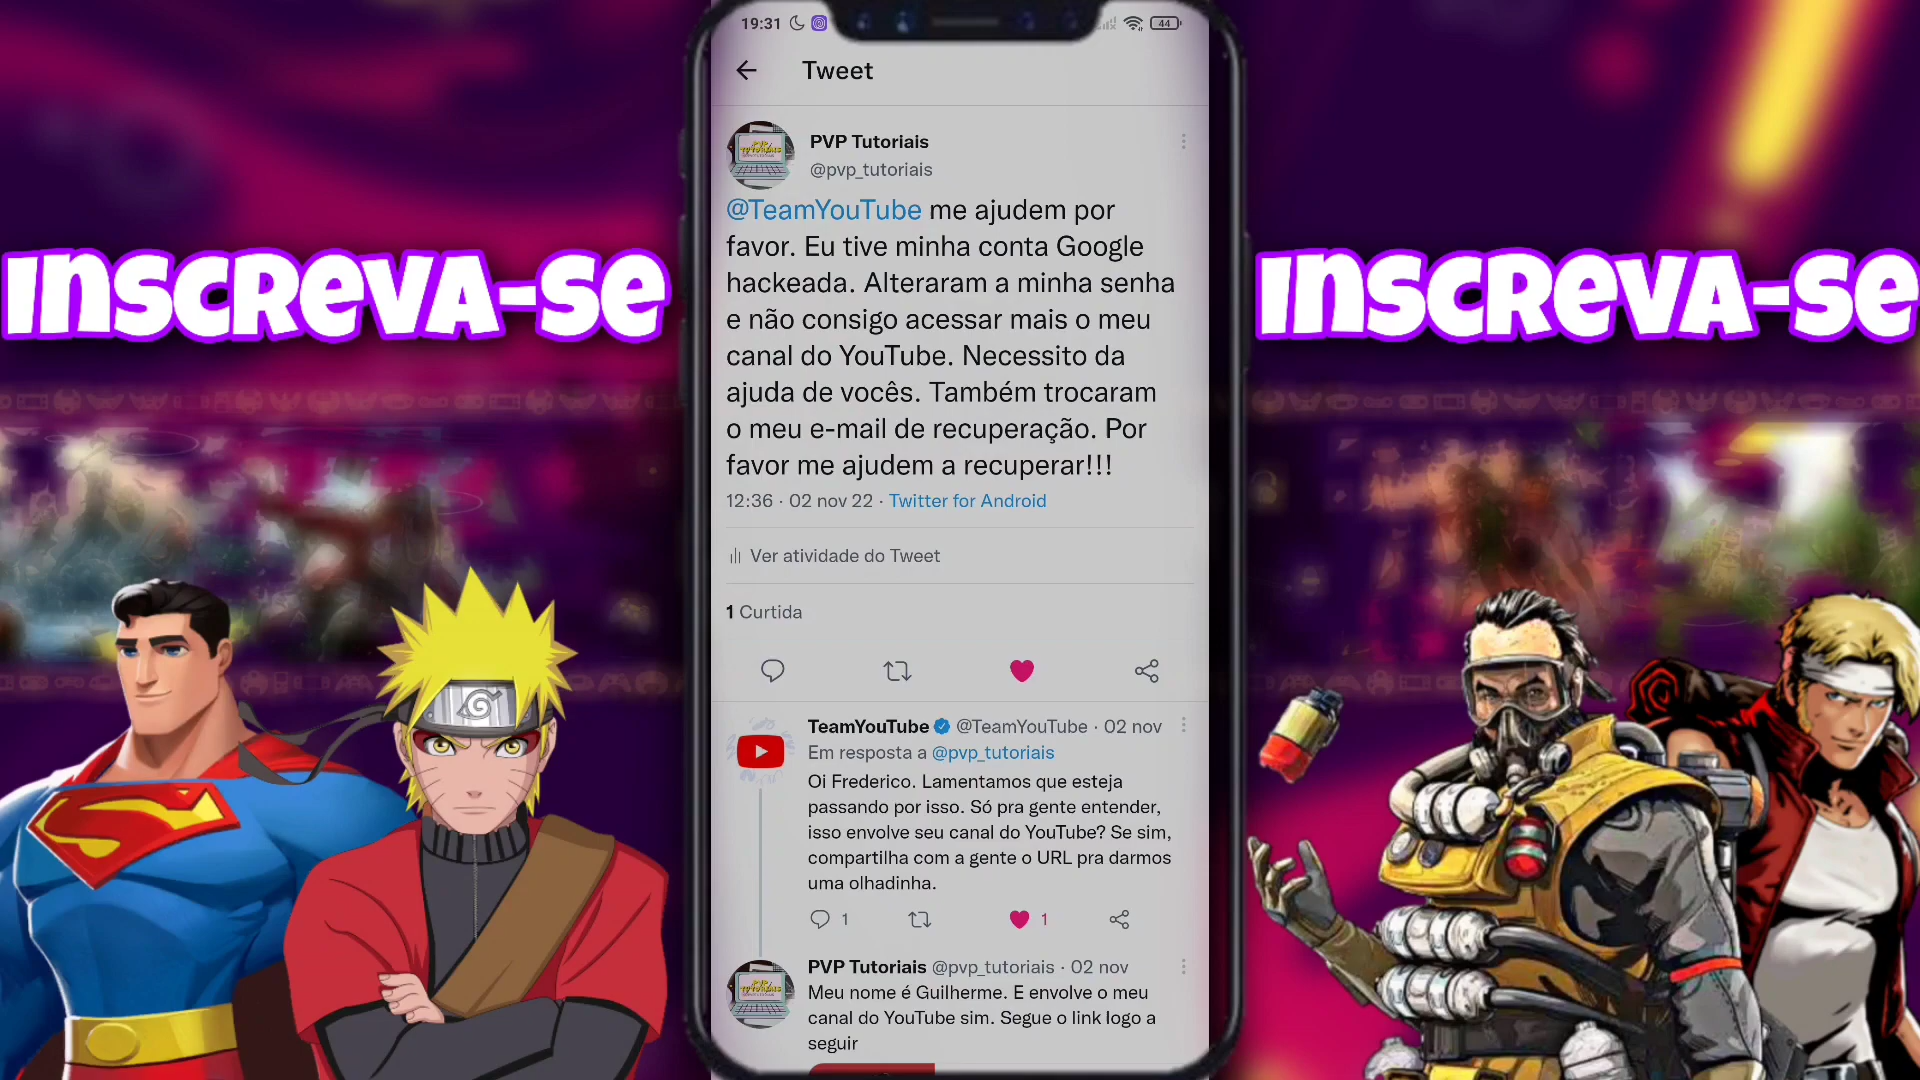 19:31
44
Tweet
PVP Tutoriais
@pvp_tutoriais
@TeamYouTube me ajudem por
favor. Eu tive minha conta Google
hackeada. Alteraram a minha senha
e não consigo acessar mais o meu
canal do YouTube. Necessito da
ajuda de vocês. Também trocaram
o meu e-mail de recuperação. Por
favor me ajudem a recuperar!!!
12:36 · 02 nov 22 · Twitter for Android
Ver atividade do Tweet
1 Curtida
TeamYouTube @TeamYouTube · 02 nov
Em resposta a @pvp_tutoriais
Oi Frederico. Lamentamos que esteja
passando por isso. Só pra gente entender,
isso envolve seu canal do YouTube? Se sim,
compartilha com a gente o URL pra darmos
uma olhadinha.
1 1
PVP Tutoriais @pvp_tutoriais · 02 nov
Meu nome é Guilherme. E envolve o meu
canal do YouTube sim. Segue o link logo a
seguir
INSCREVA-SE
INSCREVA-SE
PVP
TUTORIAIS
PVP
TUTORIAIS